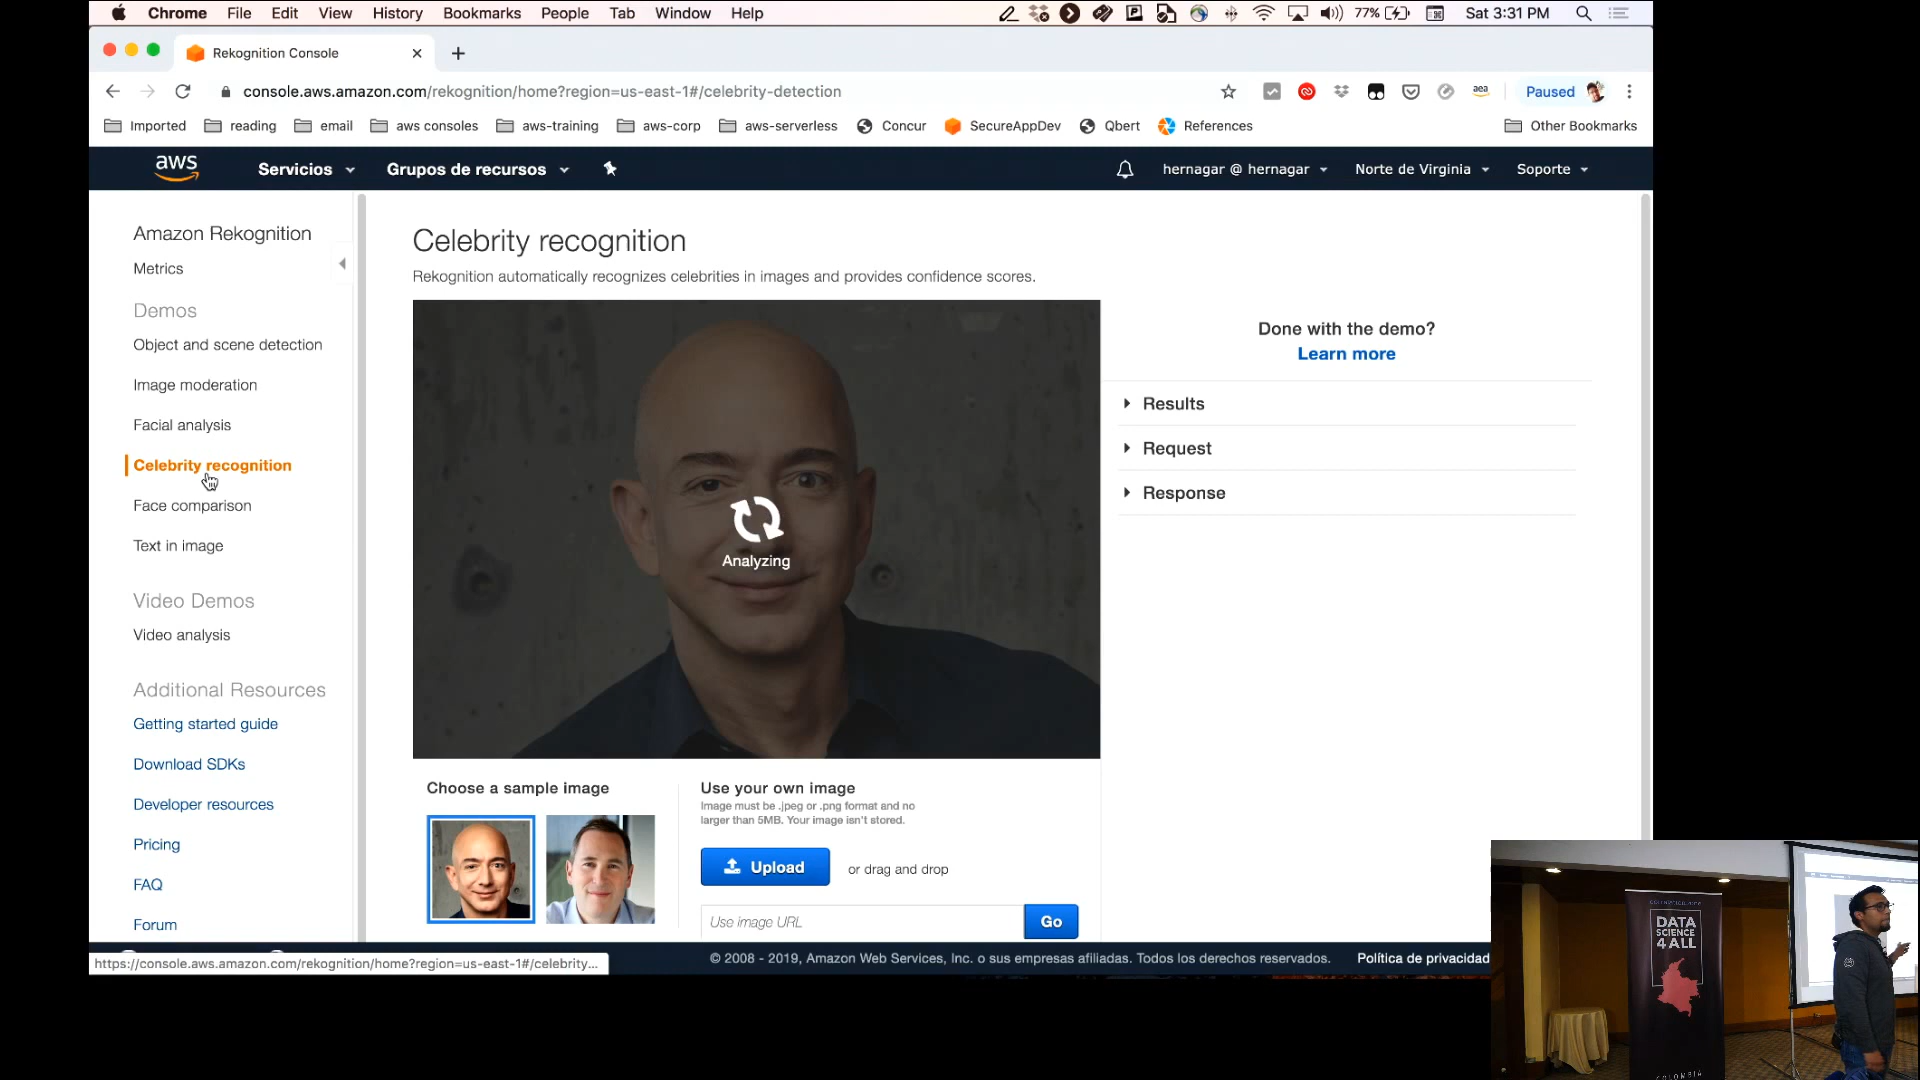 Chrome File Edit View History Bookmarks People Tab Window Help 77% Sat 3:31 PM
Rekognition Console
console.aws.amazon.com/rekognition/home?region=us-east-1#/celebrity-detection aea Paused
Imported reading email aws consoles aws-training aws-corp aws-serverless Concur SecureAppDev Qbert References Other Bookmarks
aws Servicios Grupos de recursos hernagar @ hernagar Norte de Virginia Soporte
Amazon Rekognition
Metrics
Demos
Object and scene detection
Image moderation
Facial analysis
Celebrity recognition
Face comparison
Text in image
Video Demos
Video analysis
Additional Resources
Getting started guide
Download SDKs
Developer resources
Pricing
FAQ
Forum
Celebrity recognition
Rekognition automatically recognizes celebrities in images and provides confidence scores.
Analyzing
Choose a sample image
Use your own image
Image must be .jpeg or .png format and no
larger than 5MB. Your image isn't stored.
Upload or drag and drop
Use image URL Go
Done with the demo?
Learn more
Results
Request
Response
https://console.aws.amazon.com/rekognition/home?region=us-east-1#/celebrity...
© 2008 - 2019, Amazon Web Services, Inc. o sus empresas afiliadas. Todos los derechos reservados. Política de privacidad
DATA
SCIENCE
4 ALL
COLOMBIA